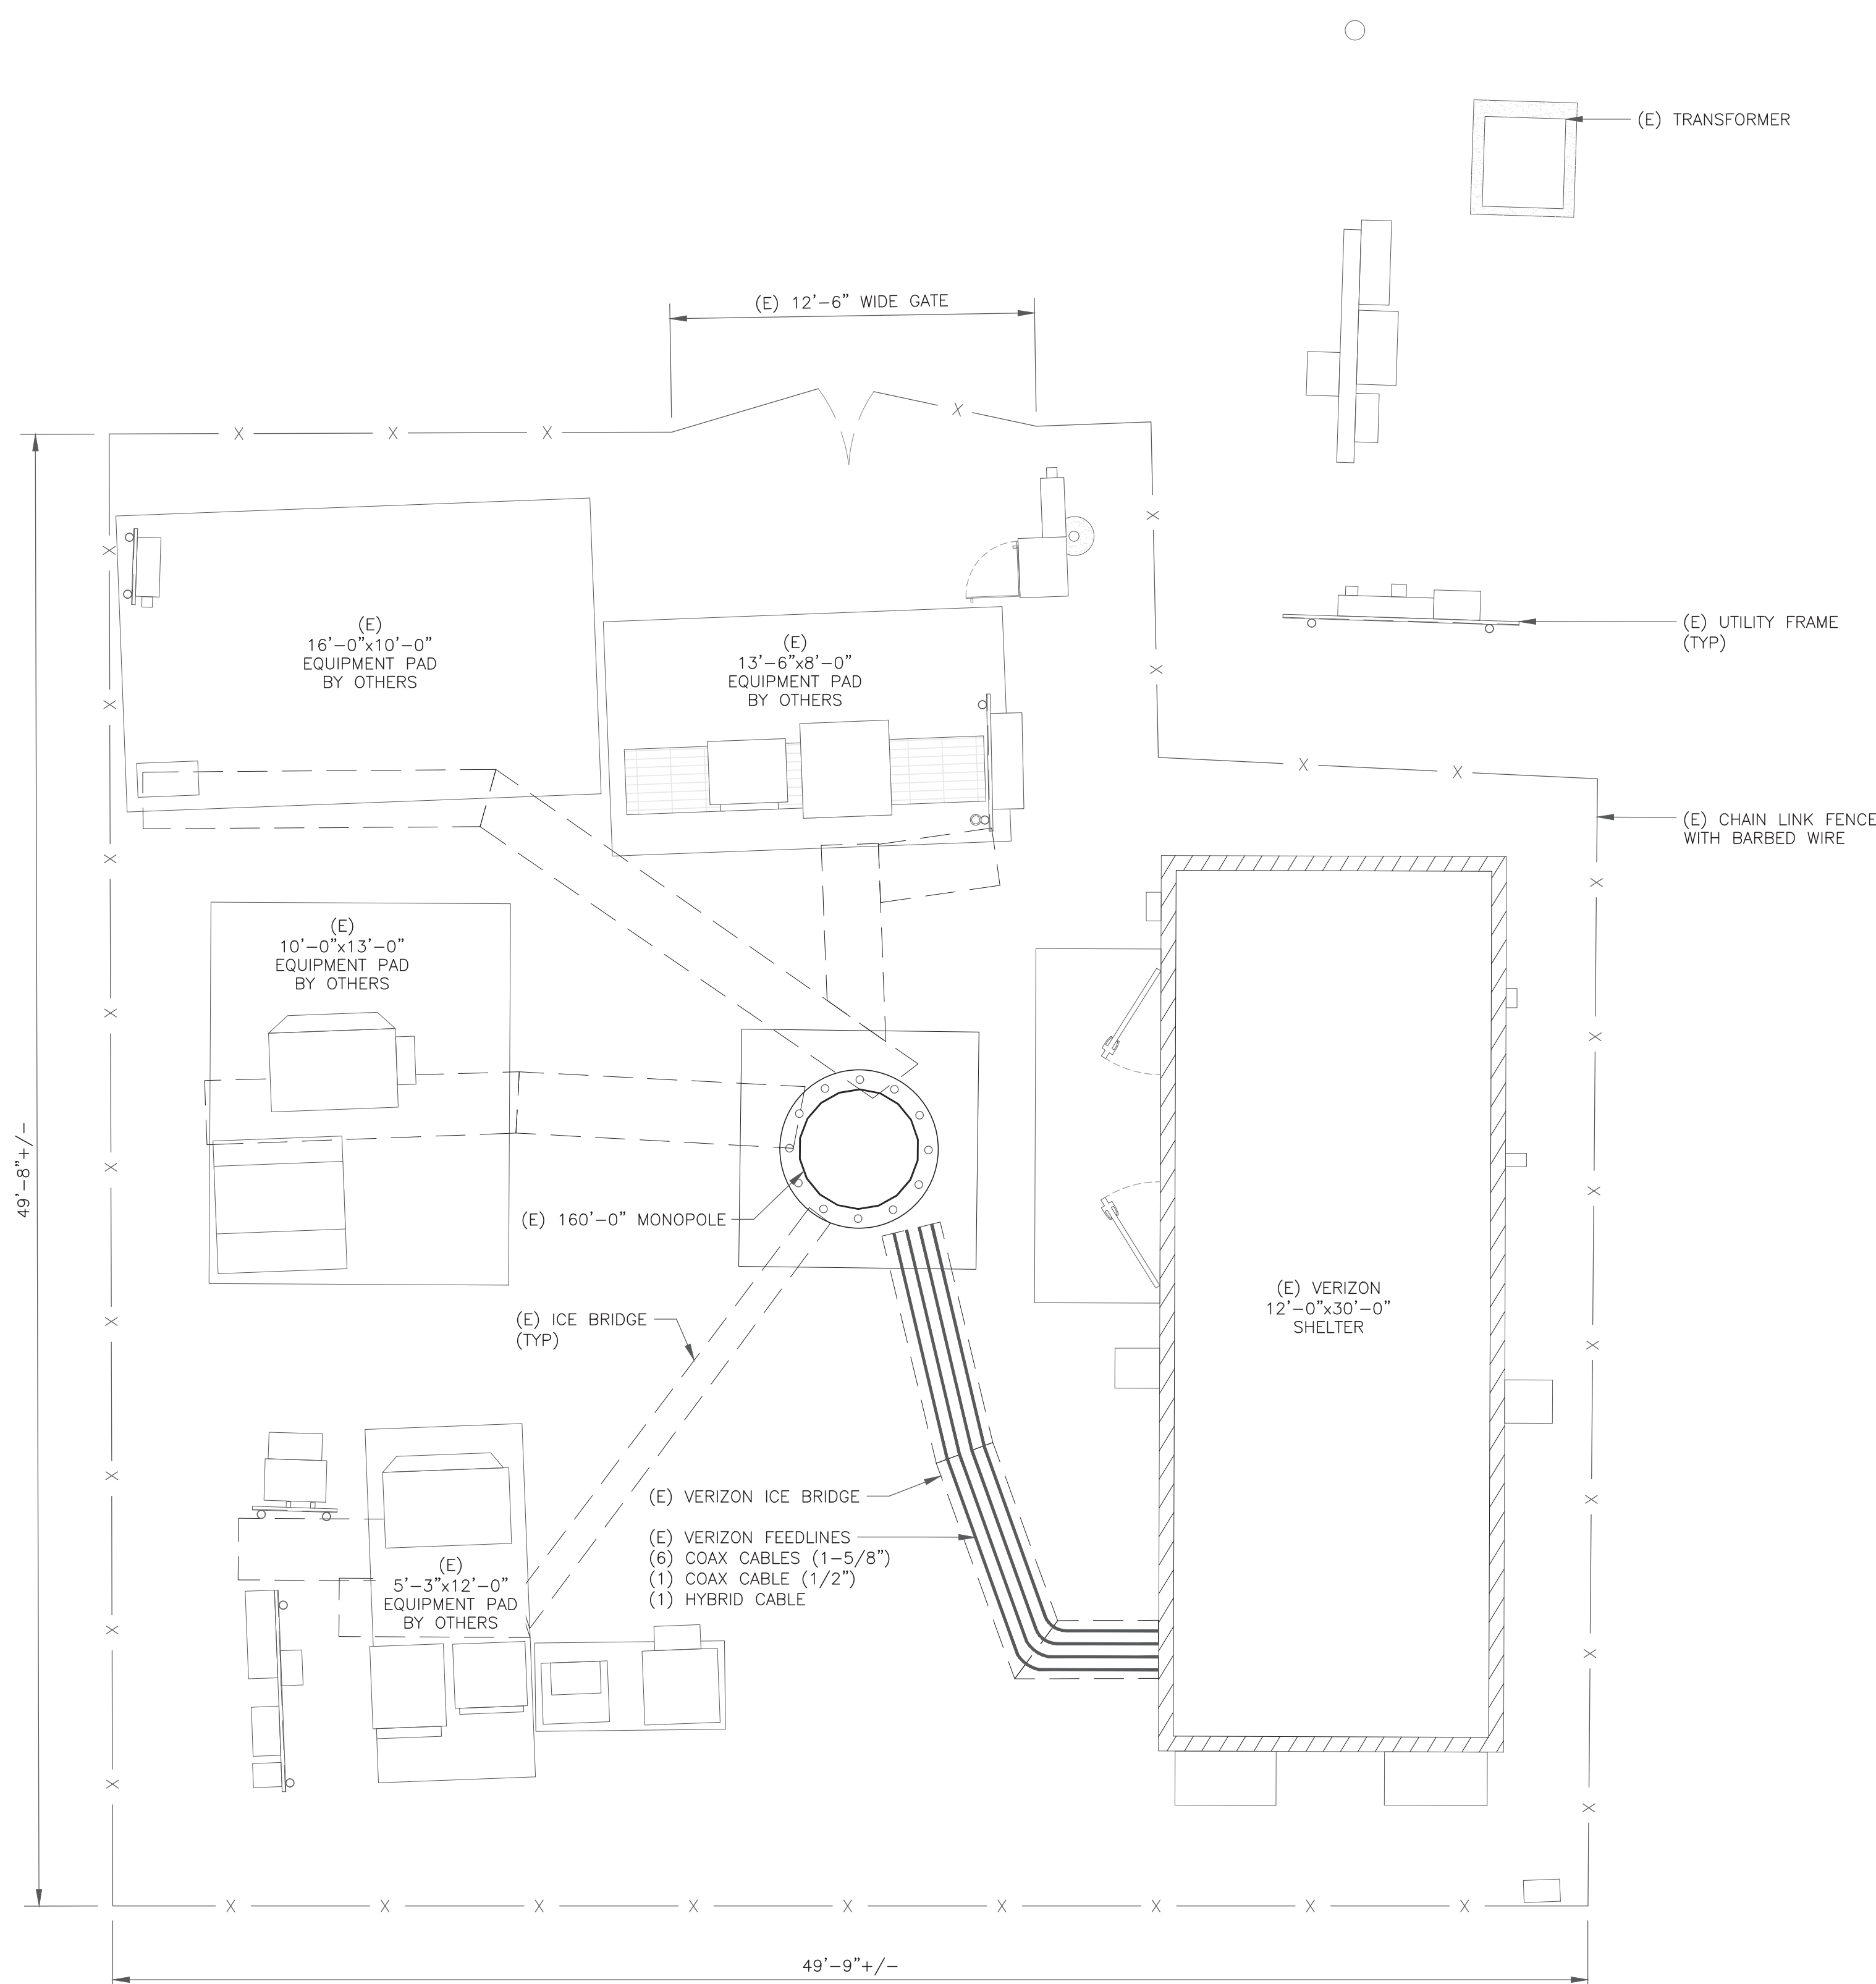 (E) TRANSFORMER
(E) 12'-6" WIDE GATE
(E) UTILITY FRAME
(TYP)
(E)
16'-0"x10'-0"
EQUIPMENT PAD
BY OTHERS
(E)
13'-6"x8'-0"
EQUIPMENT PAD
BY OTHERS
(E) CHAIN LINK FENCE
WITH BARBED WIRE
(E)
10'-0"x13'-0"
EQUIPMENT PAD
BY OTHERS
49'-8"+/-
(E) 160'-0" MONOPOLE
(E) VERIZON
12'-0"x30'-0"
SHELTER
(E) ICE BRIDGE
(TYP)
(E) VERIZON ICE BRIDGE
(E) VERIZON FEEDLINES
(6) COAX CABLES (1-5/8")
(1) COAX CABLE (1/2")
(1) HYBRID CABLE
(E)
5'-3"x12'-0"
EQUIPMENT PAD
BY OTHERS
49'-9"+/-